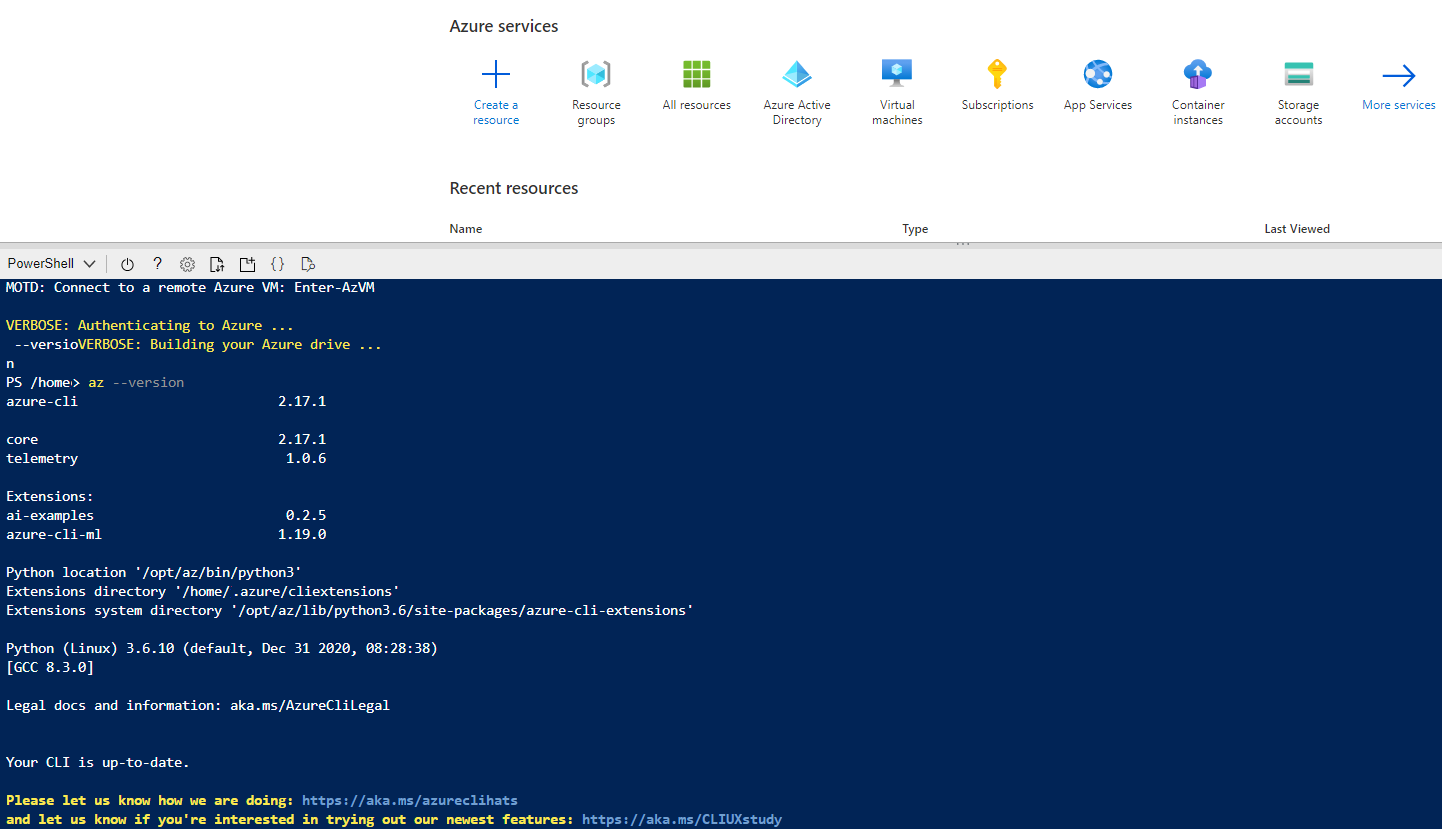 Azure services
Create a resource
Resource groups
All resources
Azure Active Directory
Virtual machines
Subscriptions
App Services
Container instances
Storage accounts
More services
Recent resources
Name Type Last Viewed
PowerShell
MOTD: Connect to a remote Azure VM: Enter-AzVM
VERBOSE: Authenticating to Azure ...
--versioVERBOSE: Building your Azure drive ...
n
PS /home> az --version
azure-cli 2.17.1
core 2.17.1
telemetry 1.0.6
Extensions:
ai-examples 0.2.5
azure-cli-ml 1.19.0
Python location '/opt/az/bin/python3'
Extensions directory '/home/.azure/cliextensions'
Extensions system directory '/opt/az/lib/python3.6/site-packages/azure-cli-extensions'
Python (Linux) 3.6.10 (default, Dec 31 2020, 08:28:38)
[GCC 8.3.0]
Legal docs and information: aka.ms/AzureCliLegal
Your CLI is up-to-date.
Please let us know how we are doing: https://aka.ms/azureclihats
and let us know if you're interested in trying out our newest features: https://aka.ms/CLIUXstudy